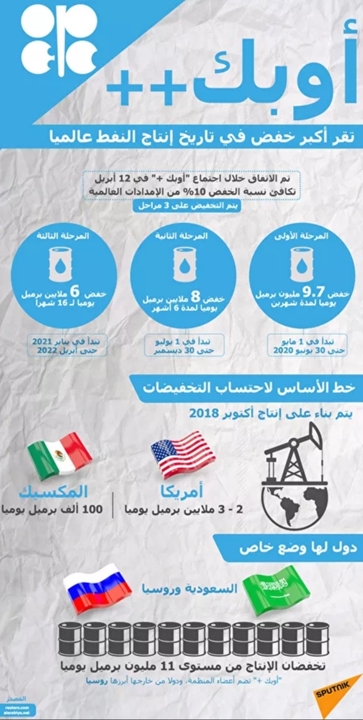 أوبك++
تقر أكبر خفض في تاريخ إنتاج النفط عالميا
تم الاتفاق خلال اجتماع "أوبك +" في 12 أبريل
تكافئ نسبة الخفض 10% من الإمدادات العالمية
يتم التخفيض على 3 مراحل
المرحلة الأولى
خفض 9.7 مليون برميل
يوميا لمدة شهرين
تبدأ في 1 مايو
حتى 30 يونيو 2020
المرحلة الثانية
خفض 8 ملايين برميل
يوميا لمدة 6 أشهر
تبدأ في 1 يوليو
حتى 30 ديسمبر
المرحلة الثالثة
خفض 6 ملايين برميل
يوميا لـ 16 شهرا
تبدأ في يناير 2021
حتى أبريل 2022
خط الأساس لاحتساب التخفيضات
يتم بناء على إنتاج أكتوبر 2018
أمريكا
2 - 3 ملايين برميل يوميا
المكسيك
100 ألف برميل يوميا
دول لها وضع خاص
السعودية وروسيا
تخفضان الإنتاج من مستوى 11 مليون برميل يوميا
"أوبك +" تضم أعضاء المنظمة، ودولا من خارجها أبرزها روسيا
المصدر
reuters.com
SPUTNIK